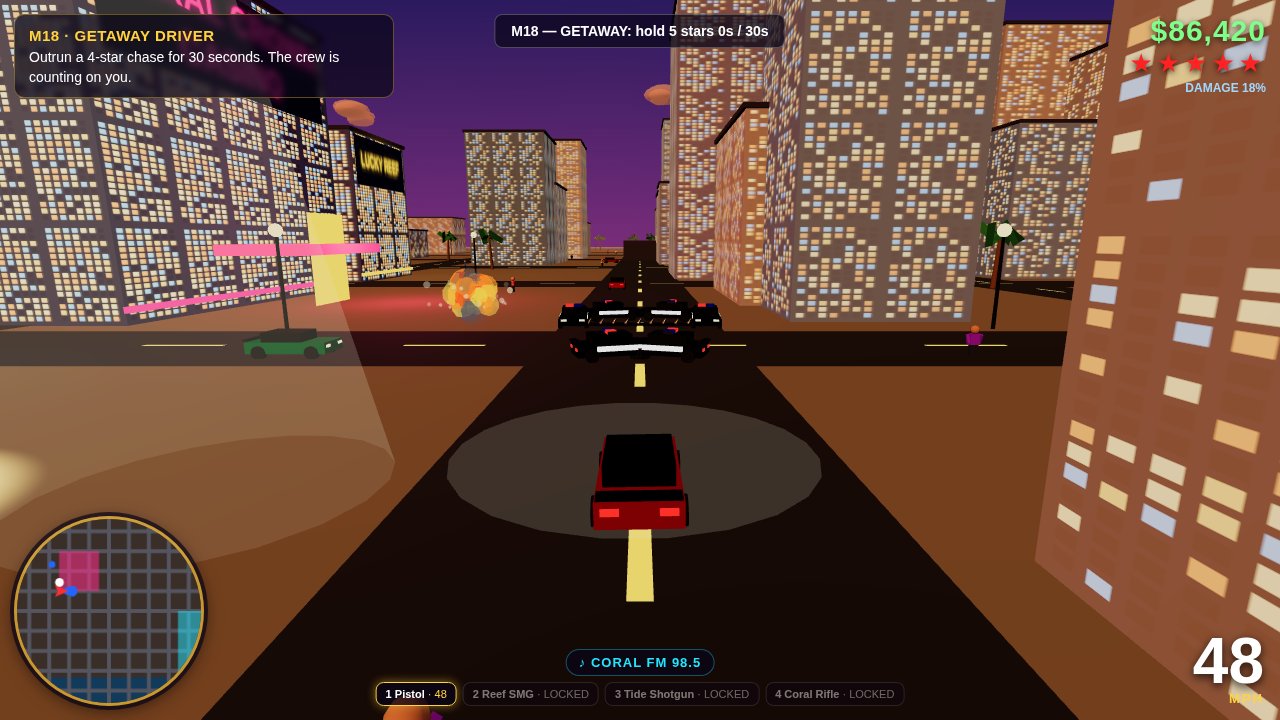 M18 · GETAWAY DRIVER
Outrun a 4-star chase for 30 seconds. The crew is
counting on you.
M18 — GETAWAY: hold 5 stars 0s / 30s
$86,420
★ ★ ★ ★ ★
DAMAGE 18%
♪ CORAL FM 98.5
1 Pistol · 48
2 Reef SMG · LOCKED
3 Tide Shotgun · LOCKED
4 Coral Rifle · LOCKED
48
MPH